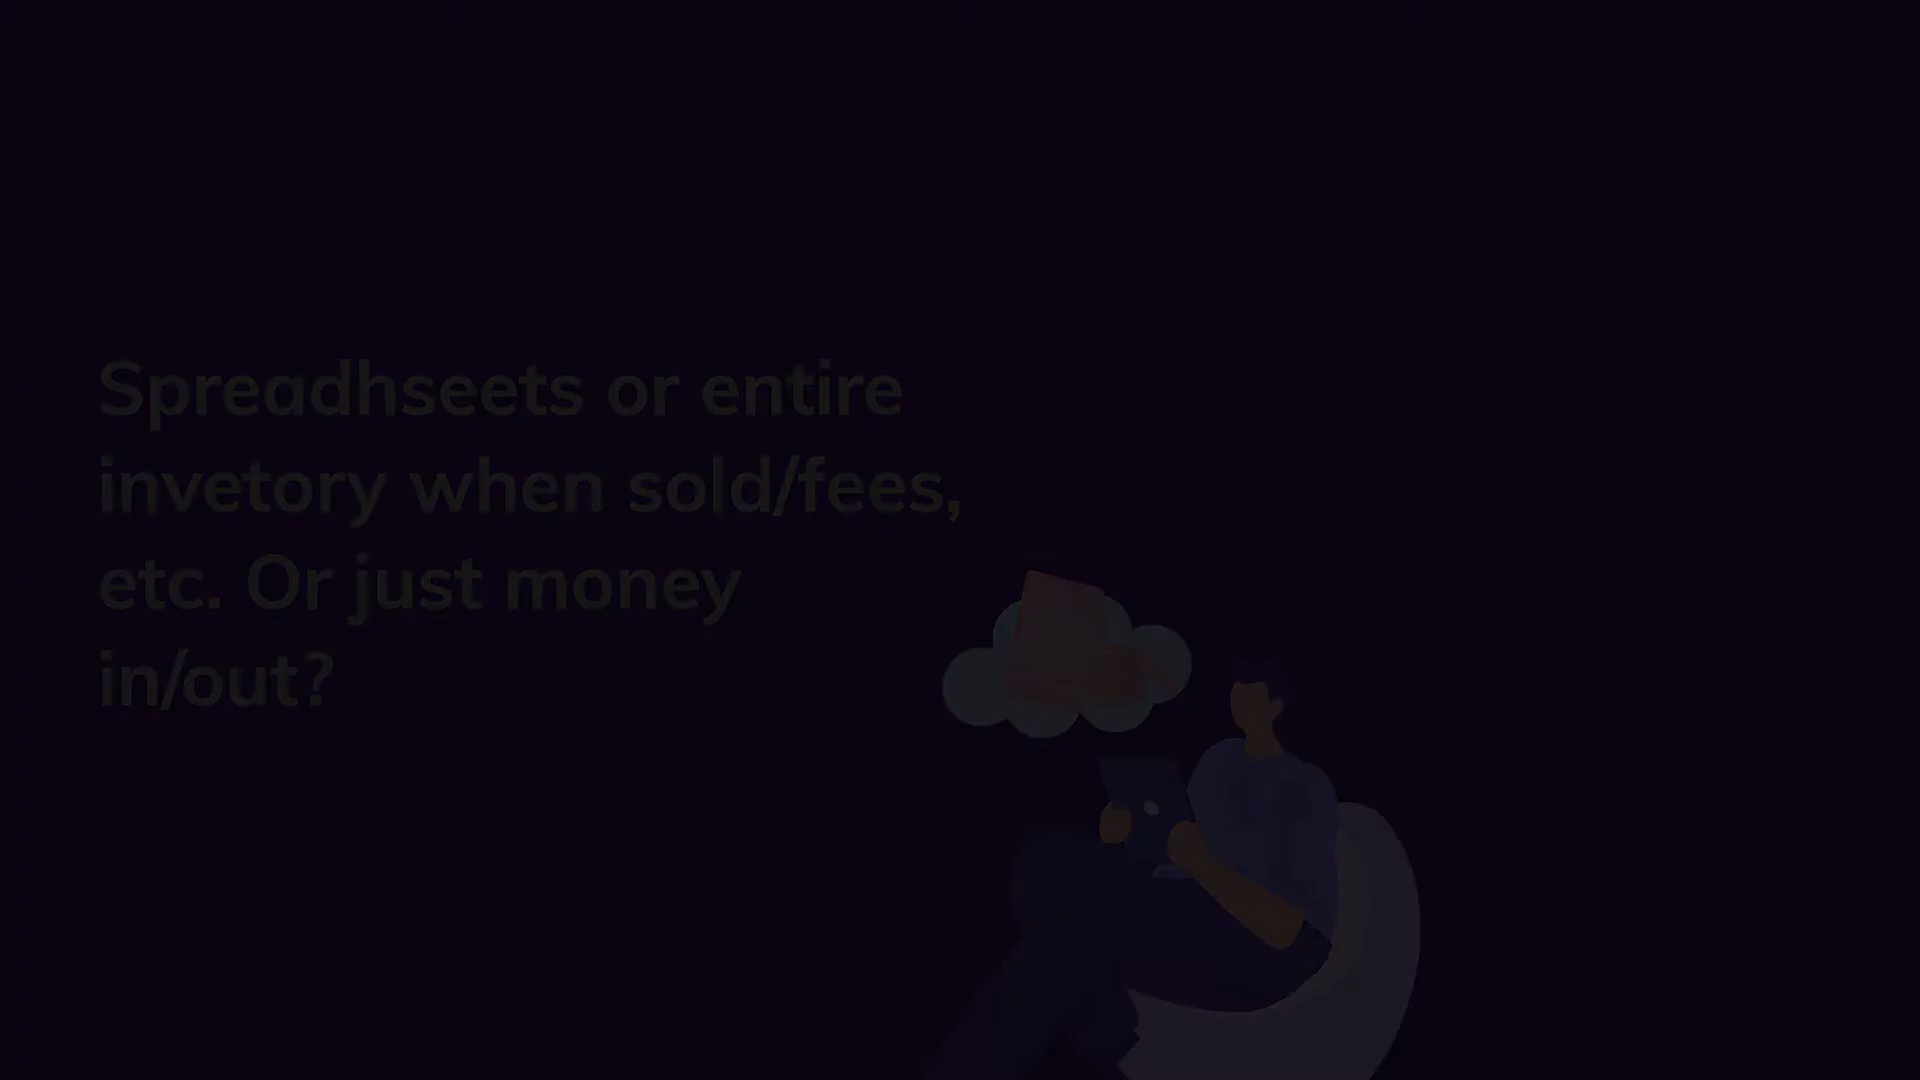 Spreadhseets or entire
invetory when sold/fees,
etc. Or just money
in/out?